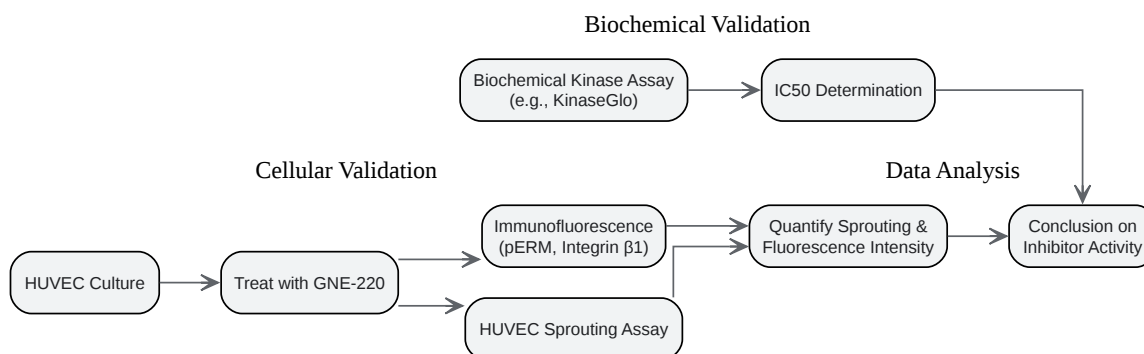 Biochemical Validation
Biochemical Kinase Assay
(e.g., KinaseGlo)
IC50 Determination
Cellular Validation
Data Analysis
Immunofluorescence
(pERM, Integrin β1)
Quantify Sprouting &
Fluorescence Intensity
Conclusion on
Inhibitor Activity
HUVEC Culture
Treat with GNE-220
HUVEC Sprouting Assay